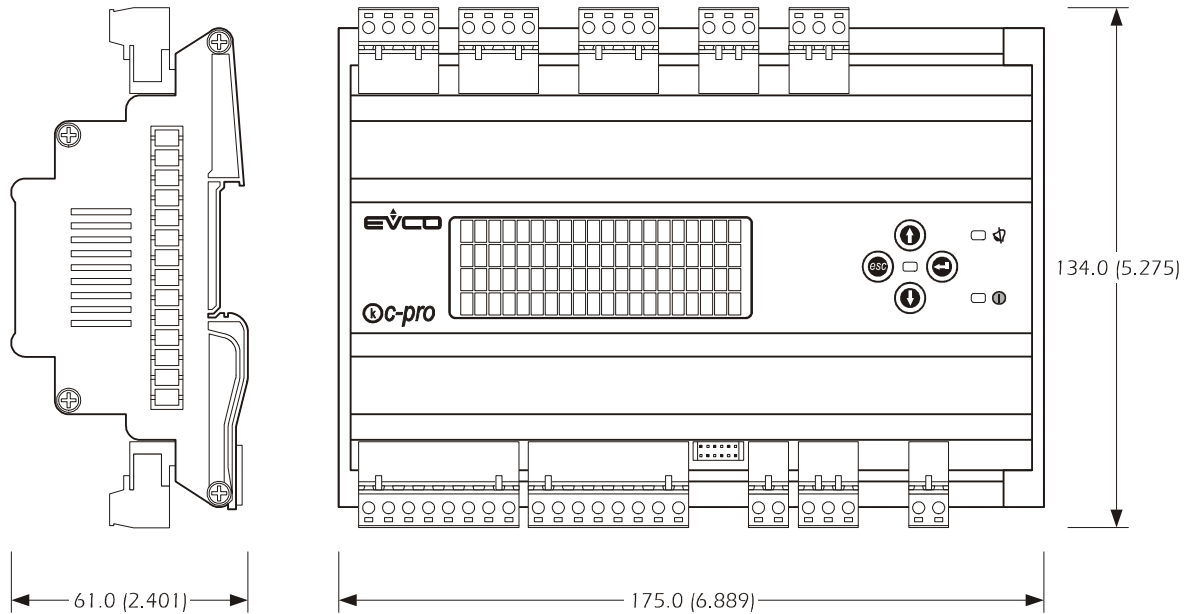 EVCO
esc
134.0 (5.275)
k c-pro
61.0 (2.401)
175.0 (6.889)